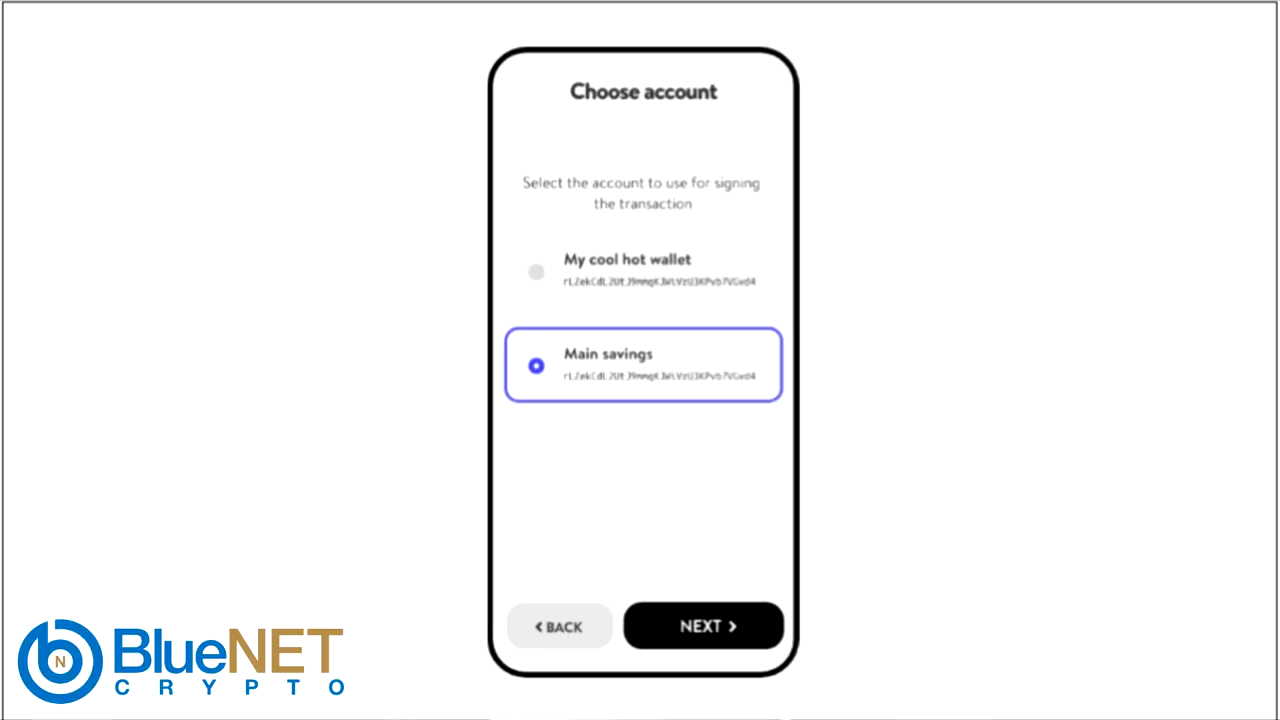 Choose account
Select the account to use for signing
the transaction
My cool hot wallet
Main savings
BACK
NEXT
BlueNET
CRYPTO